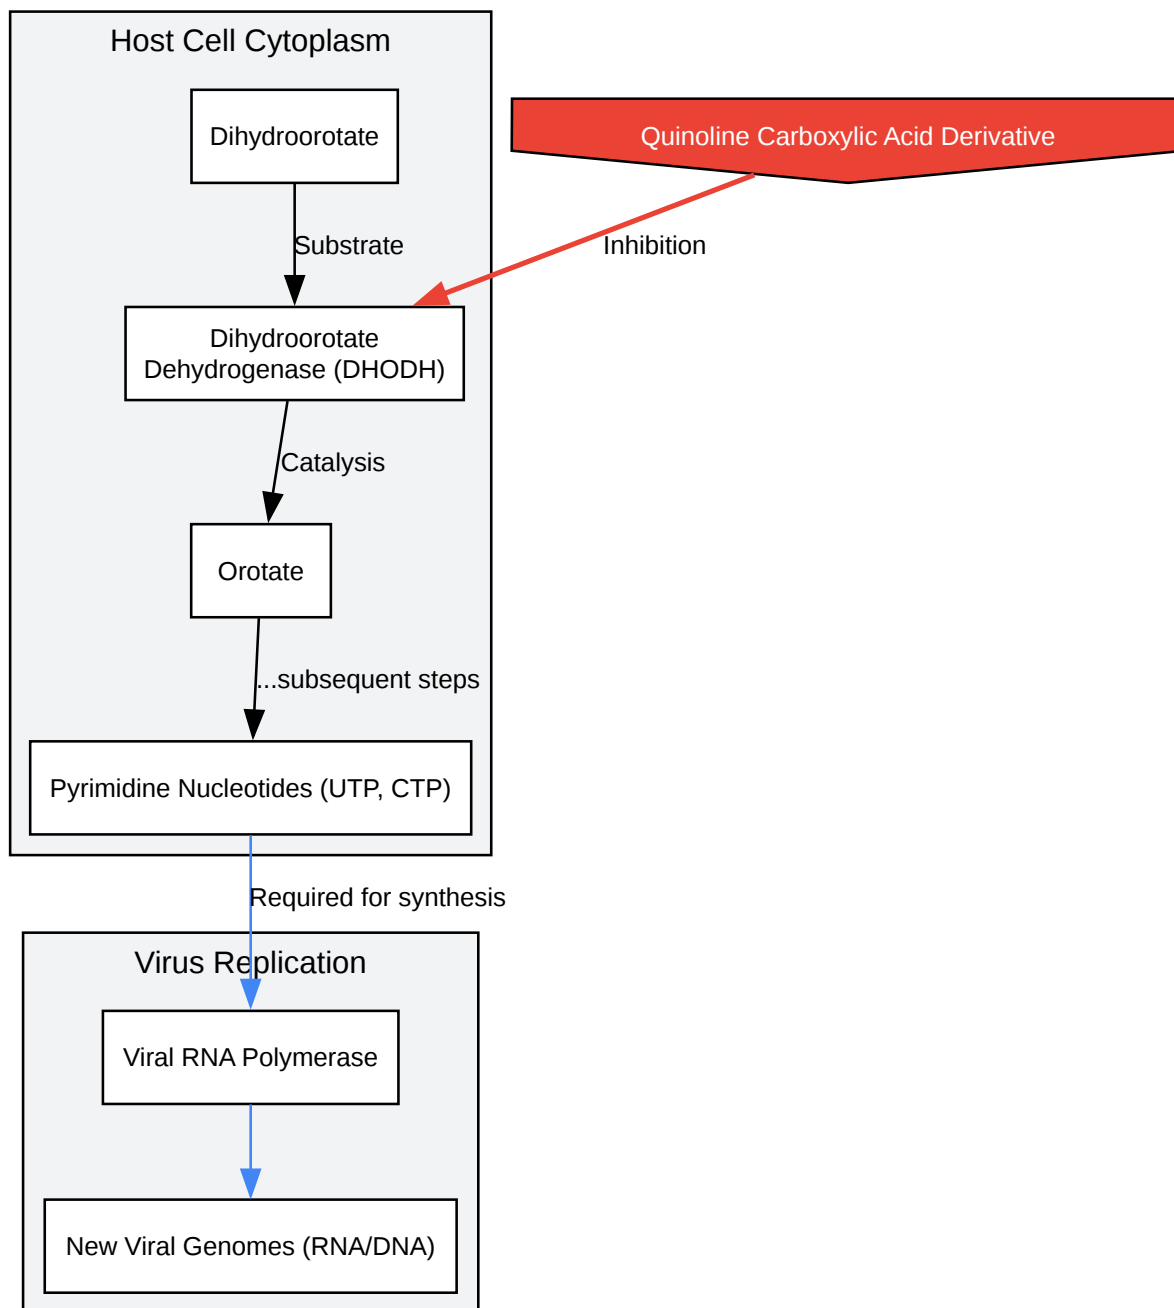 Host Cell Cytoplasm
Dihydroorotate
Quinoline Carboxylic Acid Derivative
Substrate
Inhibition
Dihydroorotate
Dehydrogenase (DHODH)
Catalysis
Orotate
...subsequent steps
Pyrimidine Nucleotides (UTP, CTP)
Required for synthesis
Virus Replication
Viral RNA Polymerase
New Viral Genomes (RNA/DNA)